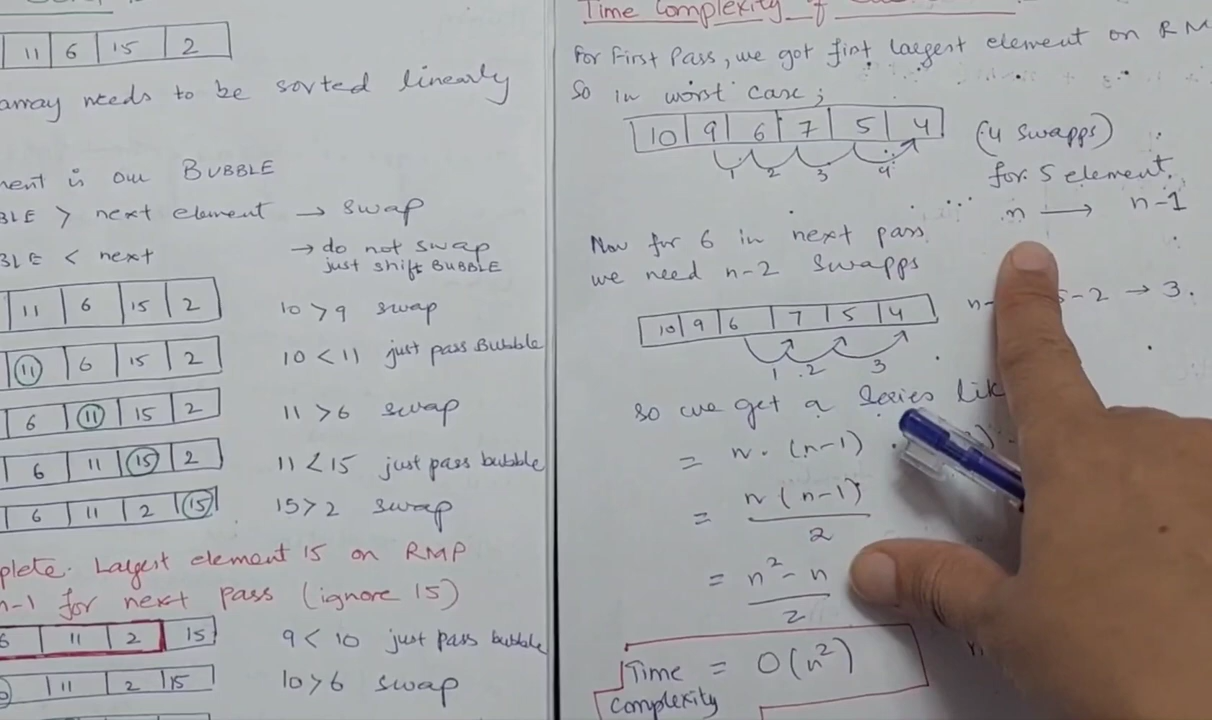 11 6 15 2
array needs to be sorted linearly
is our BUBBLE
> next element → swap
< next → do not swap
just shift BUBBLE
11 6 15 2 10 > 9 swap
11 6 15 2 10 < 11 just pass Bubble
6 11 15 2 11 > 6 swap
6 11 15 2 11 < 15 just pass bubble
6 11 2 15 15 > 2 swap
Largest element 15 on RMP
n-1 for next pass (ignore 15)
6 11 2 15 9 < 10 just pass bubble
11 2 15 10 > 6 swap
Time Complexity of
For First Pass, we got first largest element on RM
So in worst case;
10 9 6 7 5 4 (4 swapps)
1 2 3 4 for 5 element.
n → n-1
Now for 6 in next pass
we need n-2 Swapps
10 9 6 7 5 4 5-2 → 3.
1 2 3
So we get a Series
= n . (n-1)
= n (n-1)
2
= n² - n
2
Time = O(n²)
Complexity